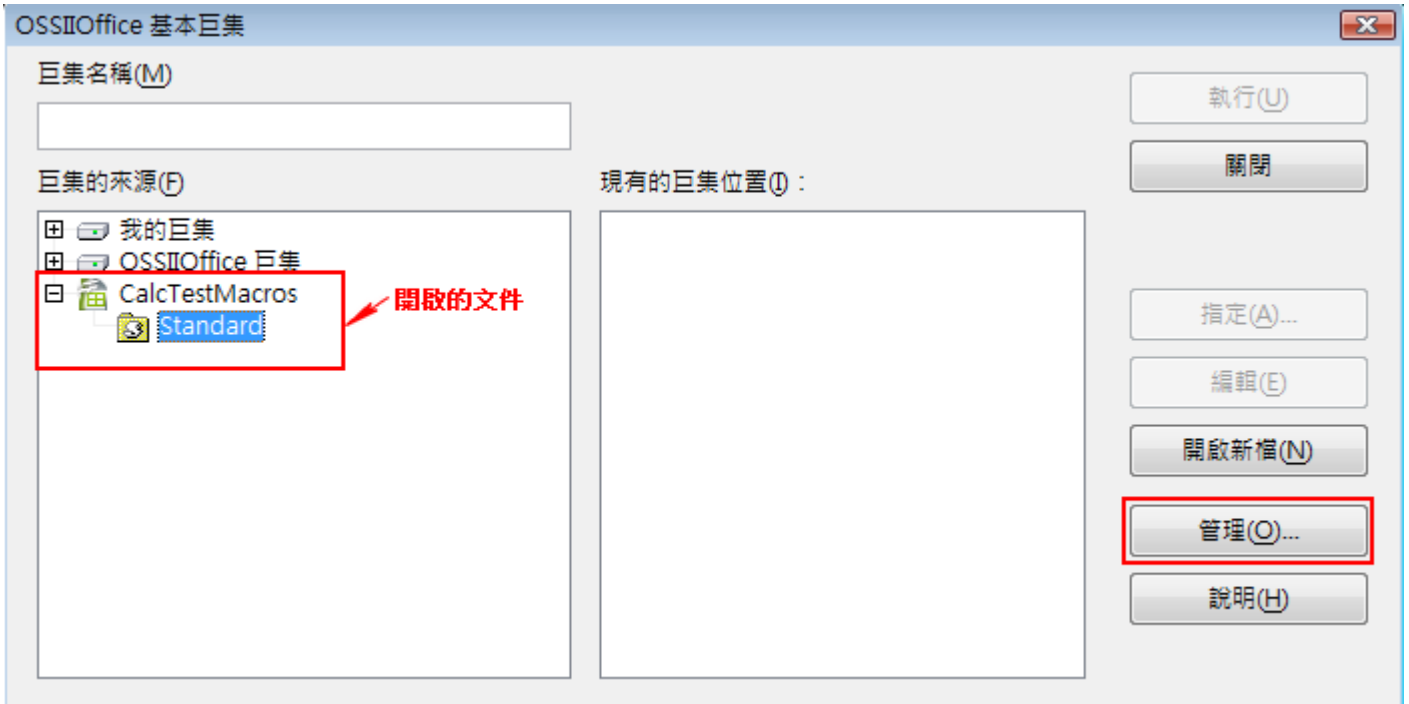 OSSIIOffice 基本巨集
巨集名稱(M)
執行(U)
關閉
巨集的來源(F)
現有的巨集位置(I)：
我的巨集
OSSIIOffice 巨集
CalcTestMacros
Standard
開啟的文件
指定(A)...
編輯(E)
開啟新檔(N)
管理(O)...
說明(H)